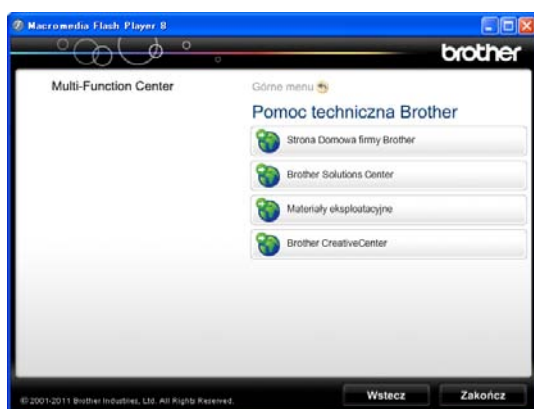 Macromedia Flash Player 8
brother
Multi-Function Center
Górne menu
Pomoc techniczna Brother
Strona Domowa firmy Brother
Brother Solutions Center
Materiały eksploatacyjne
Brother CreativeCenter
© 2001-2011 Brother Industries, Ltd. All Rights Reserved.
Wstecz
Zakończ